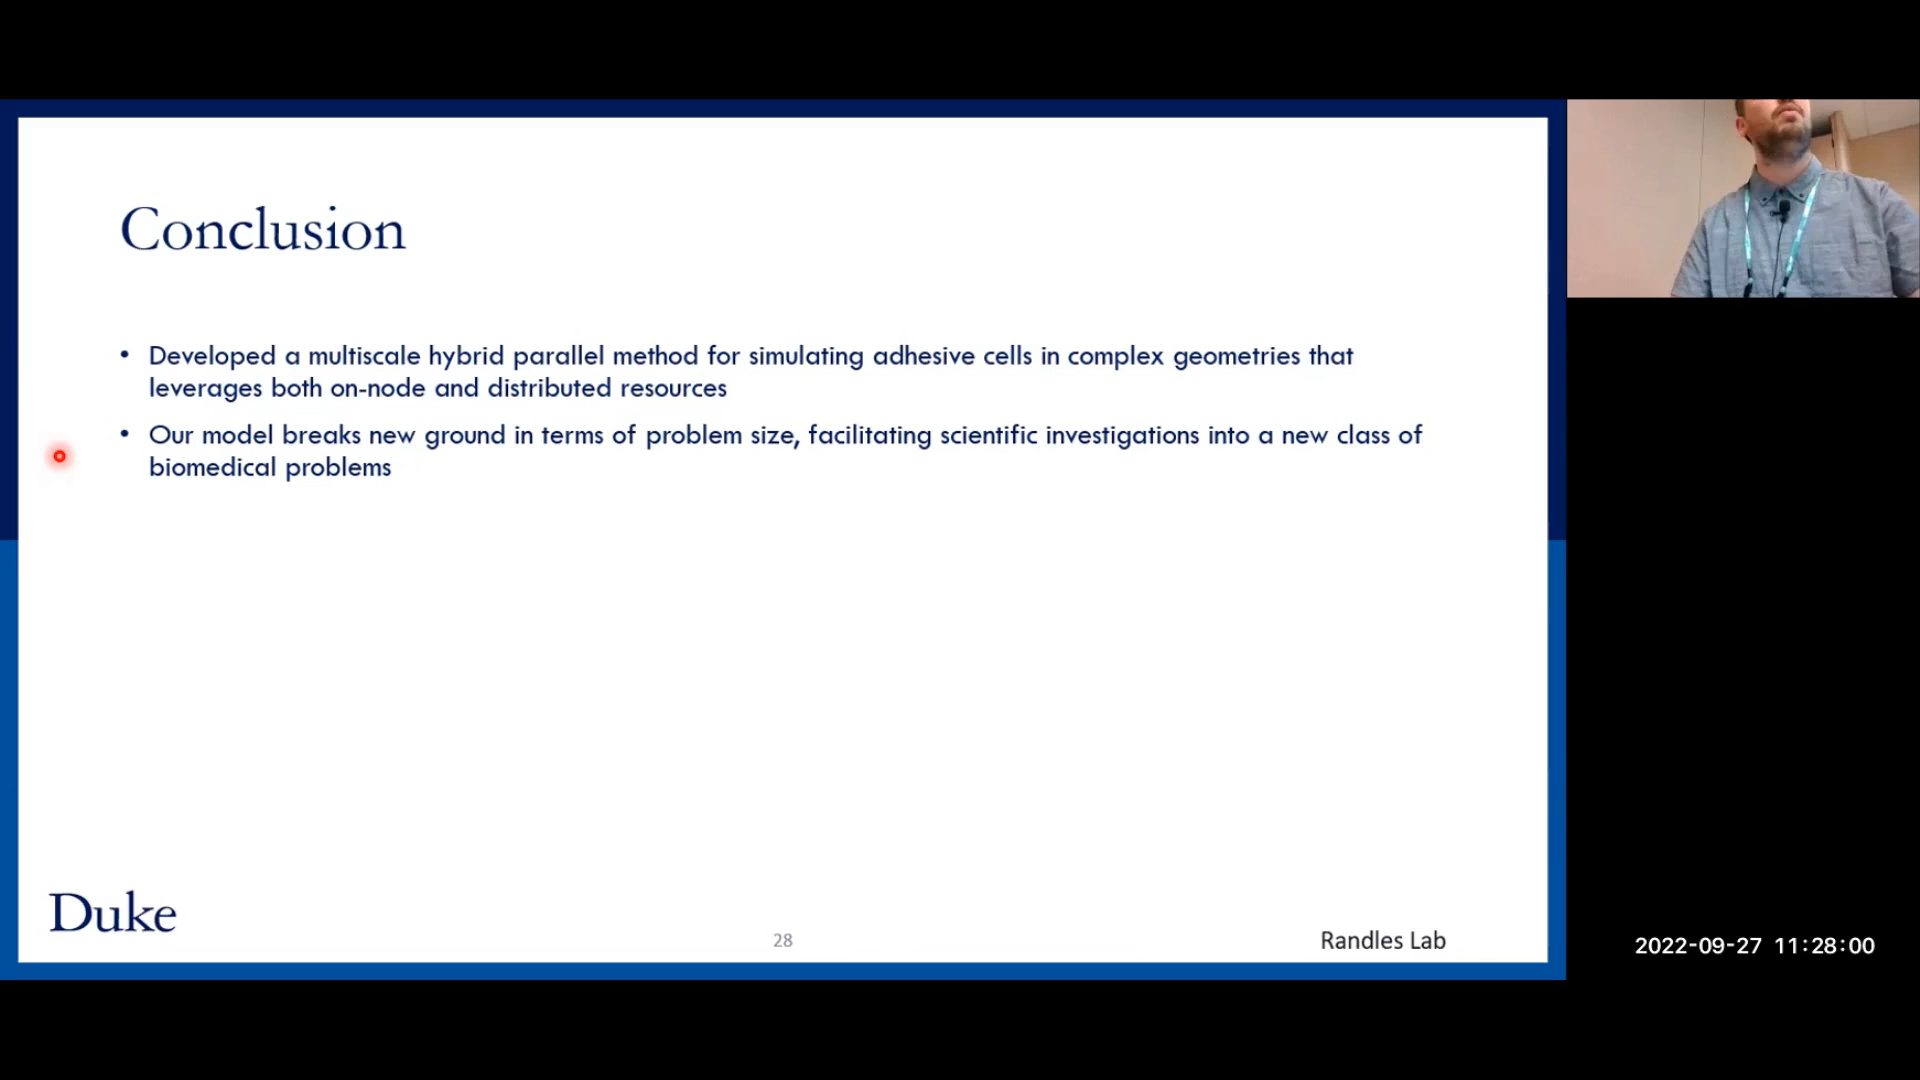 Conclusion
• Developed a multiscale hybrid parallel method for simulating adhesive cells in complex geometries that
leverages both on-node and distributed resources
• Our model breaks new ground in terms of problem size, facilitating scientific investigations into a new class of
biomedical problems
Duke
28
Randles Lab
2022-09-27 11:28:00